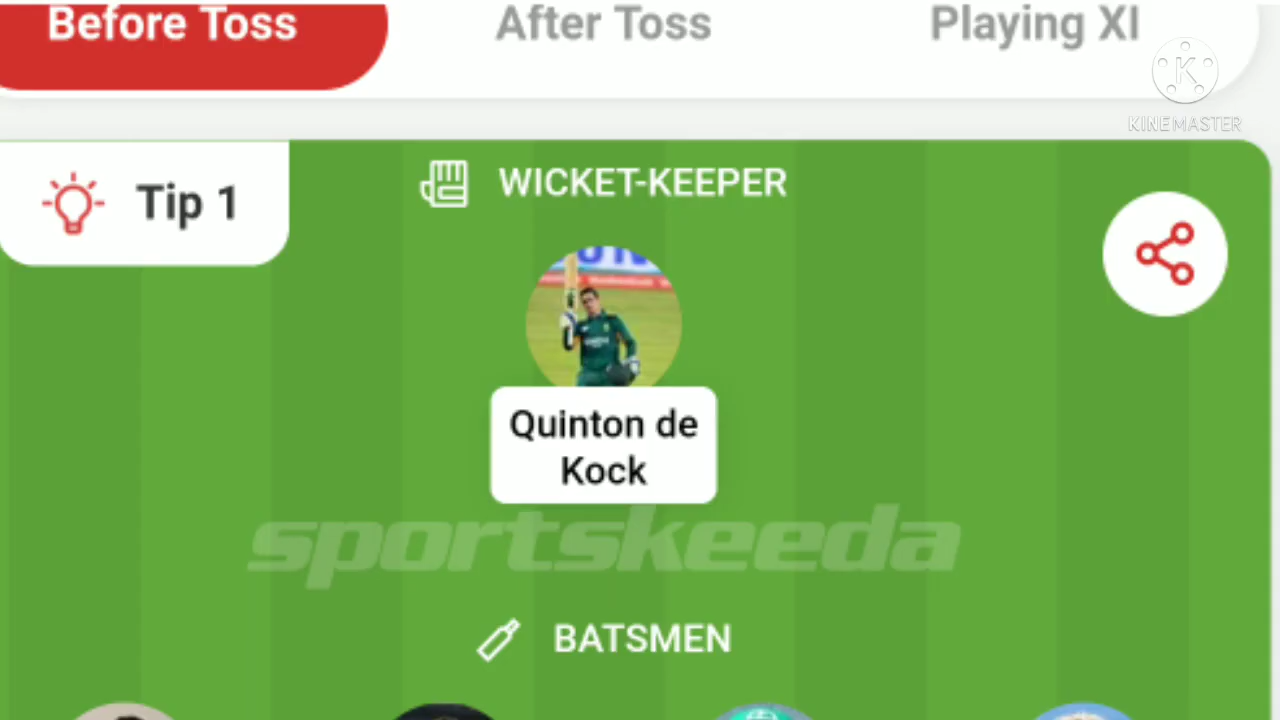 Before Toss
After Toss
Playing XI
KINEMASTER
Tip 1
WICKET-KEEPER
Quinton de
Kock
sportskeeda
BATSMEN